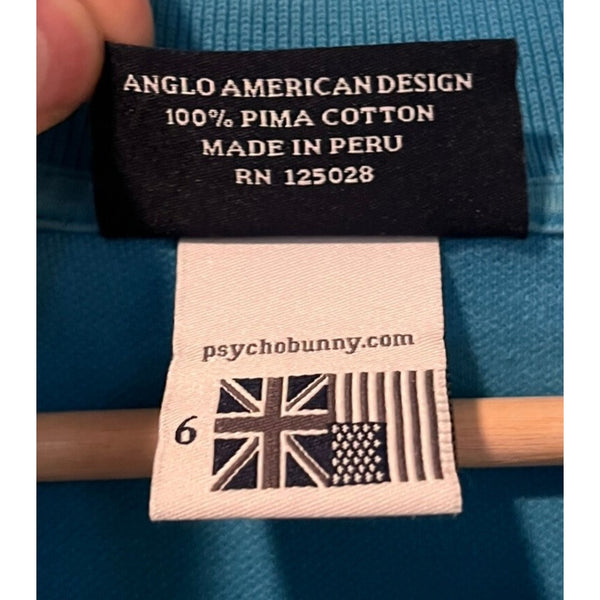 ANGLO AMERICAN DESIGN
100% PIMA COTTON
MADE IN PERU
RN 125028
psychobunny.com
6